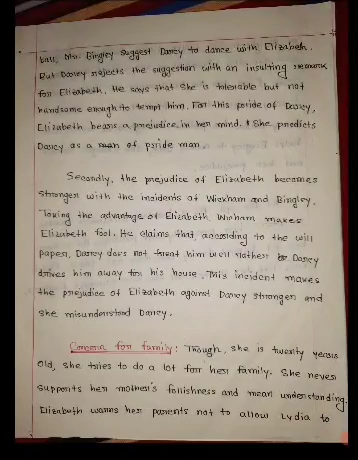 ball, Mr. Bingley suggest Darcy to dance with Elizabeth.
But Darcy rejects the suggestion with an insulting remark
for Elizabeth. He says that she is tolerable but not
handsome enough to tempt him. For this pride of Darcy,
Elizabeth bears a prejudice in her mind. She predicts
Darcy as a man of pride man.
Secondly, the prejudice of Elizabeth becomes
stronger with the incidents at Wickham and Bingley.
Taking the advantage of Elizabeth, Wickham makes
Elizabeth fool. He claims that according to the will
paper, Darcy does not treat him well rather Darcy
drives him away for his house. This incident makes
the prejudice of Elizabeth against Darcy stronger and
she misunderstood Darcy.
Concern for family: Though, she is twenty years
old, she tries to do a lot for her family. She never
supports her mother's follishness and mean understanding.
Elizabeth warns her parents not to allow Lydia to